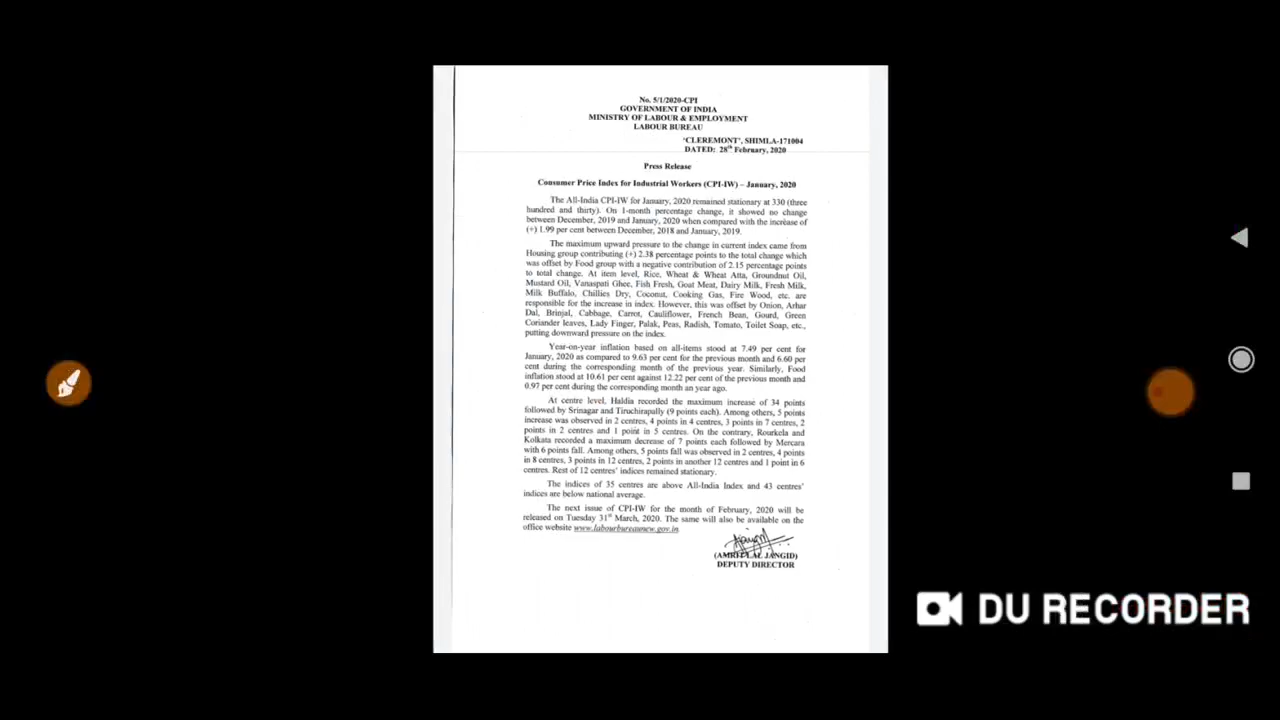 No. 5/1/2020-CPI
GOVERNMENT OF INDIA
MINISTRY OF LABOUR & EMPLOYMENT
LABOUR BUREAU
'CLEREMONT', SHIMLA-171004
DATED: 28th February, 2020
Press Release
Consumer Price Index for Industrial Workers (CPI-IW) – January, 2020
The All-India CPI-IW for January, 2020 remained stationary at 330 (three
hundred and thirty). On 1-month percentage change, it showed no change
between December, 2019 and January, 2020 when compared with the increase of
(+) 1.99 per cent between December, 2018 and January, 2019.
The maximum upward pressure to the change in current index came from
Housing group contributing (+) 2.38 percentage points to the total change which
was offset by Food group with a negative contribution of 2.15 percentage points
to total change. At item level, Rice, Wheat & Wheat Atta, Groundnut Oil,
Mustard Oil, Vanaspati Ghee, Fish Fresh, Goat Meat, Dairy Milk, Fresh Milk,
Milk Buffalo, Chillies Dry, Coconut, Cooking Gas, Fire Wood, etc. are
responsible for the increase in index. However, this was offset by Onion, Arhar
Dal, Brinjal, Cabbage, Carrot, Cauliflower, French Bean, Gourd, Green
Coriander leaves, Lady Finger, Palak, Peas, Radish, Tomato, Toilet Soap, etc.,
putting downward pressure on the index.
Year-on-year inflation based on all-items stood at 7.49 per cent for
January, 2020 as compared to 9.63 per cent for the previous month and 6.60 per
cent during the corresponding month of the previous year. Similarly, Food
inflation stood at 10.61 per cent against 12.22 per cent of the previous month and
0.97 per cent during the corresponding month an year ago.
At centre level, Haldia recorded the maximum increase of 34 points
followed by Srinagar and Tiruchirapally (9 points each). Among others, 5 points
increase was observed in 2 centres, 4 points in 4 centres, 3 points in 7 centres, 2
points in 2 centres and 1 point in 5 centres. On the contrary, Rourkela and
Kolkata recorded a maximum decrease of 7 points each followed by Mercara
with 6 points fall. Among others, 5 points fall was observed in 2 centres, 4 points
in 8 centres, 3 points in 12 centres, 2 points in another 12 centres and 1 point in 6
centres. Rest of 12 centres' indices remained stationary.
The indices of 35 centres are above All-India Index and 43 centres'
indices are below national average.
The next issue of CPI-IW for the month of February, 2020 will be
released on Tuesday 31st March, 2020. The same will also be available on the
office website www.labourbureaunew.gov.in
(AMRIT LAL JANGID)
DEPUTY DIRECTOR
DU RECORDER